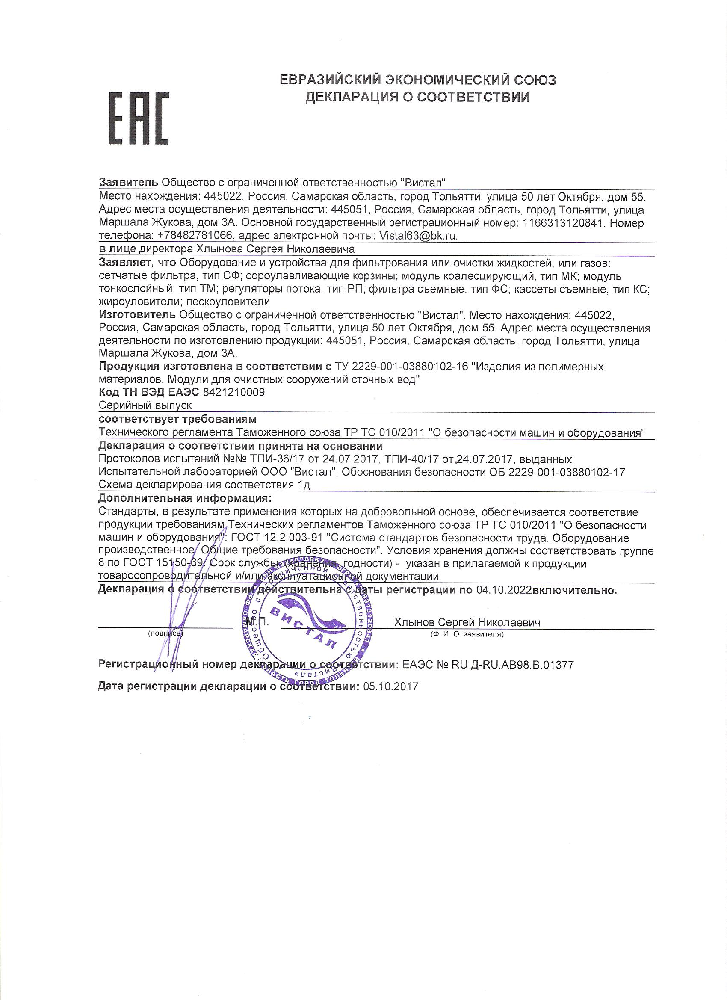 ЕВРАЗИЙСКИЙ ЭКОНОМИЧЕСКИЙ СОЮЗ
ДЕКЛАРАЦИЯ О СООТВЕТСТВИИ
ЕАС
Заявитель Общество с ограниченной ответственностью "Вистал"
Место нахождения: 445022, Россия, Самарская область, город Тольятти, улица 50 лет Октября, дом 55.
Адрес места осуществления деятельности: 445051, Россия, Самарская область, город Тольятти, улица
Маршала Жукова, дом 3А. Основной государственный регистрационный номер: 1166313120841. Номер
телефона: +78482781066, адрес электронной почты: Vistal63@bk.ru.
в лице директора Хлынова Сергея Николаевича
Заявляет, что Оборудование и устройства для фильтрования или очистки жидкостей, или газов:
сетчатые фильтра, тип СФ; сороулавливающие корзины; модуль коалесцирующий, тип МК; модуль
тонкослойный, тип ТМ; регуляторы потока, тип РП; фильтра съемные, тип ФС; кассеты съемные, тип КС;
жироуловители; пескоуловители
Изготовитель Общество с ограниченной ответственностью "Вистал". Место нахождения: 445022,
Россия, Самарская область, город Тольятти, улица 50 лет Октября, дом 55. Адрес места осуществления
деятельности по изготовлению продукции: 445051, Россия, Самарская область, город Тольятти, улица
Маршала Жукова, дом 3А.
Продукция изготовлена в соответствии с ТУ 2229-001-03880102-16 "Изделия из полимерных
материалов. Модули для очистных сооружений сточных вод"
Код ТН ВЭД ЕАЭС 8421210009
Серийный выпуск
соответствует требованиям
Технического регламента Таможенного союза ТР ТС 010/2011 "О безопасности машин и оборудования"
Декларация о соответствии принята на основании
Протоколов испытаний №№ ТПИ-36/17 от 24.07.2017, ТПИ-40/17 от 24.07.2017, выданных
Испытательной лабораторией ООО "Вистал"; Обоснования безопасности ОБ 2229-001-03880102-17
Схема декларирования соответствия 1д
Дополнительная информация:
Стандарты, в результате применения которых на добровольной основе, обеспечивается соответствие
продукции требованиям Технических регламентов Таможенного союза ТР ТС 010/2011 "О безопасности
машин и оборудования": ГОСТ 12.2.003-91 "Система стандартов безопасности труда. Оборудование
производственное. Общие требования безопасности". Условия хранения должны соответствовать группе
8 по ГОСТ 15150-69. Срок службы (хранения, годности) - указан в прилагаемой к продукции
товаросопроводительной и/или эксплуатационной документации
Декларация о соответствии действительна с даты регистрации по 04.10.2022включительно.
М.П.
Хлынов Сергей Николаевич
(подпись)
(Ф. И. О. заявителя)
Общество с ограниченной ответственностью «Вистал»
ВИСТАЛ
Регистрационный номер декларации о соответствии: ЕАЭС № RU Д-RU.АВ98.В.01377
Дата регистрации декларации о соответствии: 05.10.2017